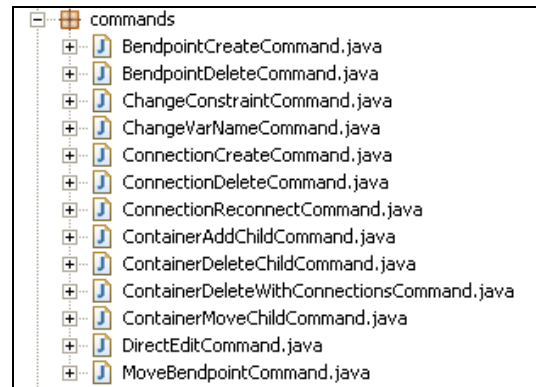 commands
BendpointCreateCommand.java
BendpointDeleteCommand.java
ChangeConstraintCommand.java
ChangeVarNameCommand.java
ConnectionCreateCommand.java
ConnectionDeleteCommand.java
ConnectionReconnectCommand.java
ContainerAddChildCommand.java
ContainerDeleteChildCommand.java
ContainerDeleteWithConnectionsCommand.java
ContainerMoveChildCommand.java
DirectEditCommand.java
MoveBendpointCommand.java